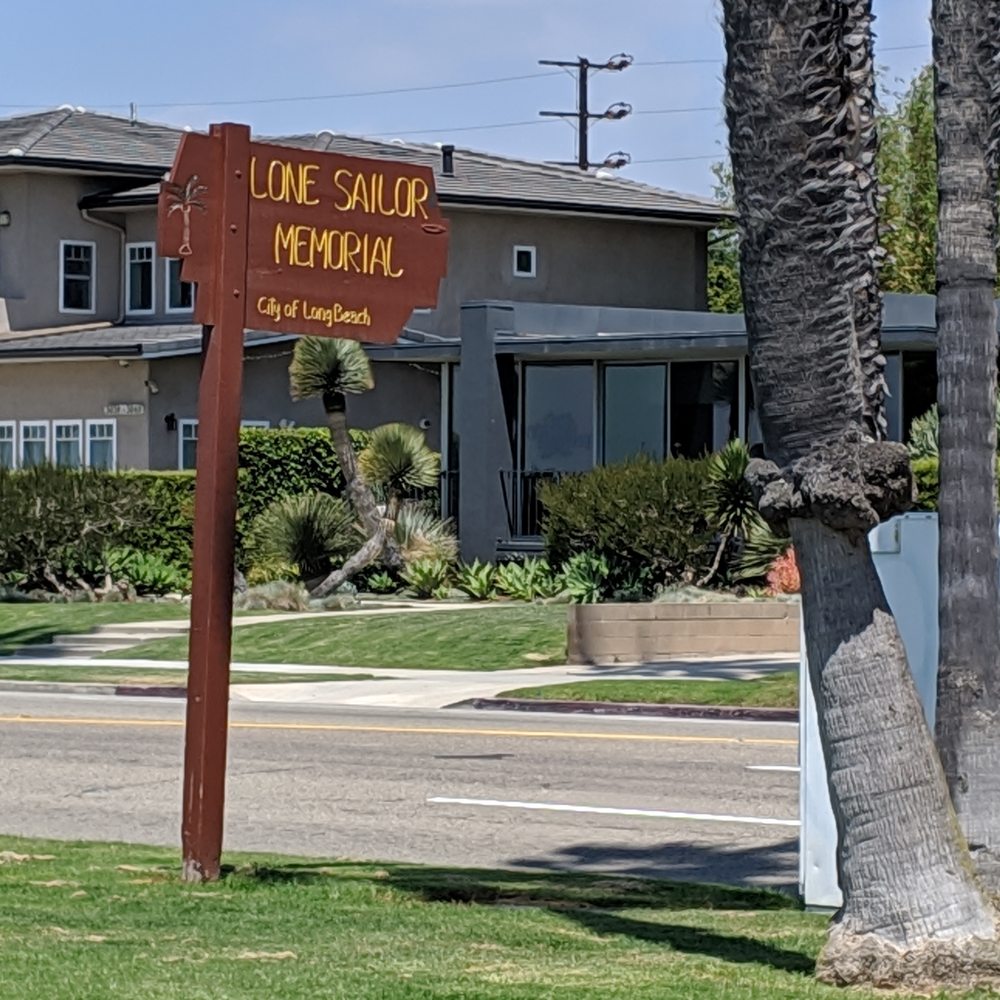 LONE SAILOR
MEMORIAL
City of Long Beach